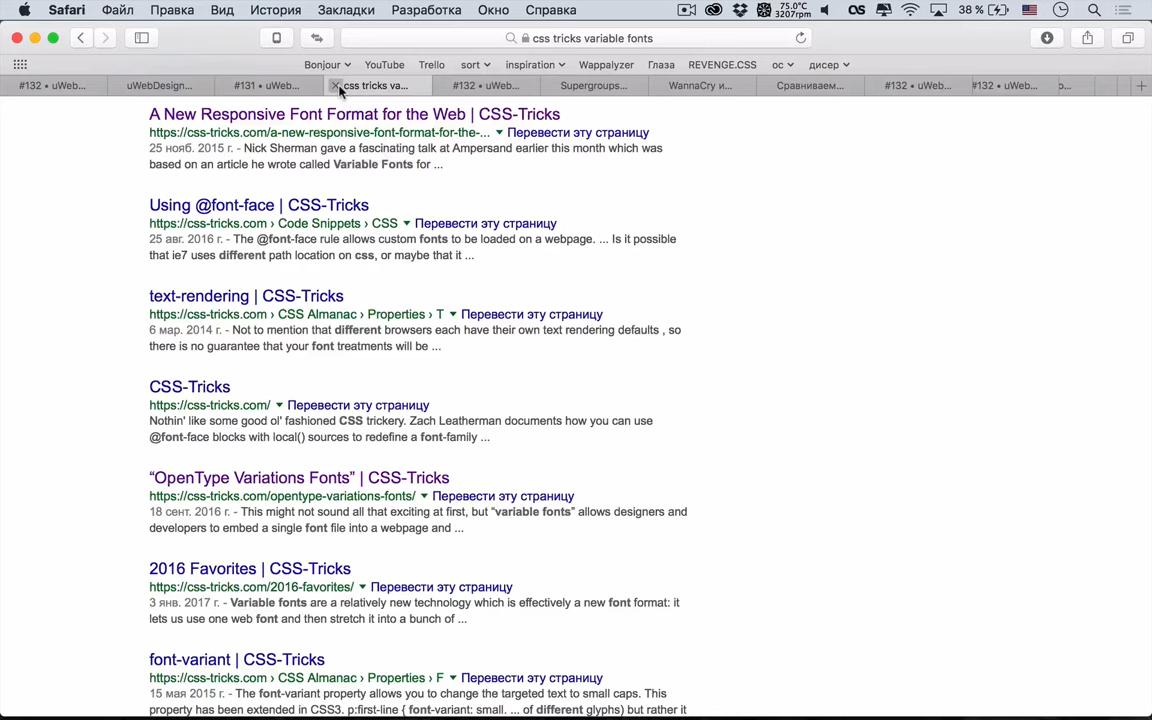 Safari Файл Правка Вид История Закладки Разработка Окно Справка 75.0°C 3207rpm 38 %
css tricks variable fonts
Bonjour YouTube Trello sort inspiration Wappalyzer Глаза REVENGE.CSS ос дисер
#132 • uWeb... uWebDesign... #131 • uWeb... css tricks va... #132 • uWeb... Supergroups... WannaCry и... Сравниваем... #132 • uWeb... #132 • uWeb...
A New Responsive Font Format for the Web | CSS-Tricks
https://css-tricks.com/a-new-responsive-font-format-for-the-... Перевести эту страницу
25 нояб. 2015 г. - Nick Sherman gave a fascinating talk at Ampersand earlier this month which was
based on an article he wrote called Variable Fonts for ...
Using @font-face | CSS-Tricks
https://css-tricks.com › Code Snippets › CSS Перевести эту страницу
25 авг. 2016 г. - The @font-face rule allows custom fonts to be loaded on a webpage. ... Is it possible
that ie7 uses different path location on css, or maybe that it ...
text-rendering | CSS-Tricks
https://css-tricks.com › CSS Almanac › Properties › T Перевести эту страницу
6 мар. 2014 г. - Not to mention that different browsers each have their own text rendering defaults , so
there is no guarantee that your font treatments will be ...
CSS-Tricks
https://css-tricks.com/ Перевести эту страницу
Nothin' like some good ol' fashioned CSS trickery. Zach Leatherman documents how you can use
@font-face blocks with local() sources to redefine a font-family ...
“OpenType Variations Fonts” | CSS-Tricks
https://css-tricks.com/opentype-variations-fonts/ Перевести эту страницу
18 сент. 2016 г. - This might not sound all that exciting at first, but “variable fonts” allows designers and
developers to embed a single font file into a webpage and ...
2016 Favorites | CSS-Tricks
https://css-tricks.com/2016-favorites/ Перевести эту страницу
3 янв. 2017 г. - Variable fonts are a relatively new technology which is effectively a new font format: it
lets us use one web font and then stretch it into a bunch of ...
font-variant | CSS-Tricks
https://css-tricks.com › CSS Almanac › Properties › F Перевести эту страницу
15 мая 2015 г. - The font-variant property allows you to change the targeted text to small caps. This
property has been extended in CSS3. p:first-line { font-variant: small. ... of different glyphs) but rather it